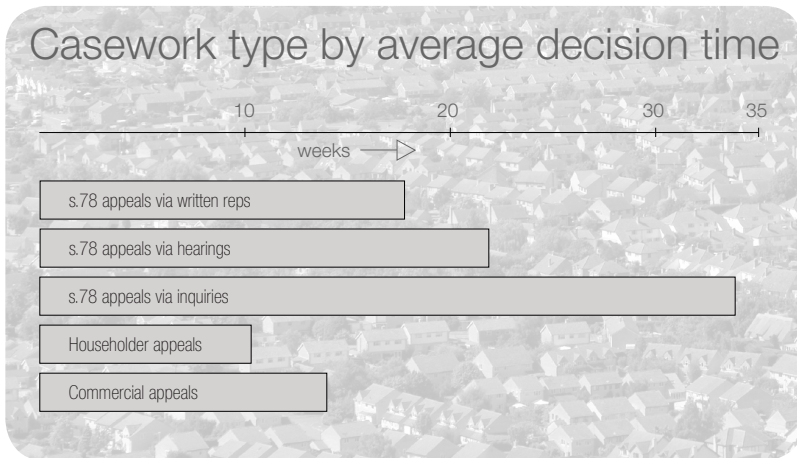 Casework type by average decision time
10 20 30 35
weeks
s.78 appeals via written reps
s.78 appeals via hearings
s.78 appeals via inquiries
Householder appeals
Commercial appeals